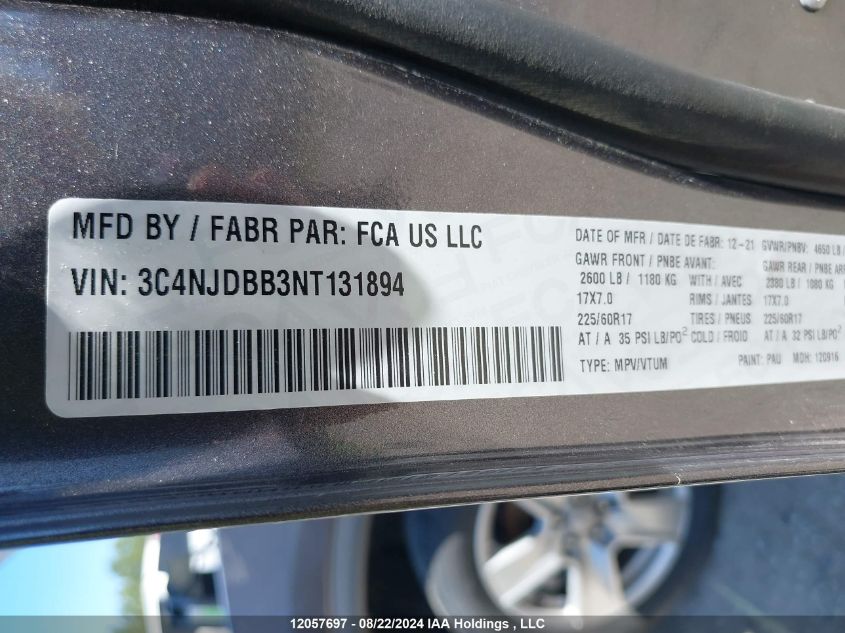 MFD BY / FABR PAR: FCA US LLC
VIN: 3C4NJDBB3NT131894
DATE OF MFR / DATE DE FABR: 12-21 GVWR/PNBV: 4650 LB
GAWR FRONT / PNBE AVANT: GAWR REAR / PNBE
2600 LB / 1180 KG WITH / AVEC 2380 LB / 1080 KG
17X7.0 RIMS / JANTES 17X7.0
225/60R17 TIRES / PNEUS 225/60R17
AT / A 35 PSI LB/PO² COLD / FROID AT / A 32 PSI LB/PO²
TYPE: MPV/VTUM PAINT: PAU MDH: 120916
12057697 - 08/22/2024 IAA Holdings , LLC